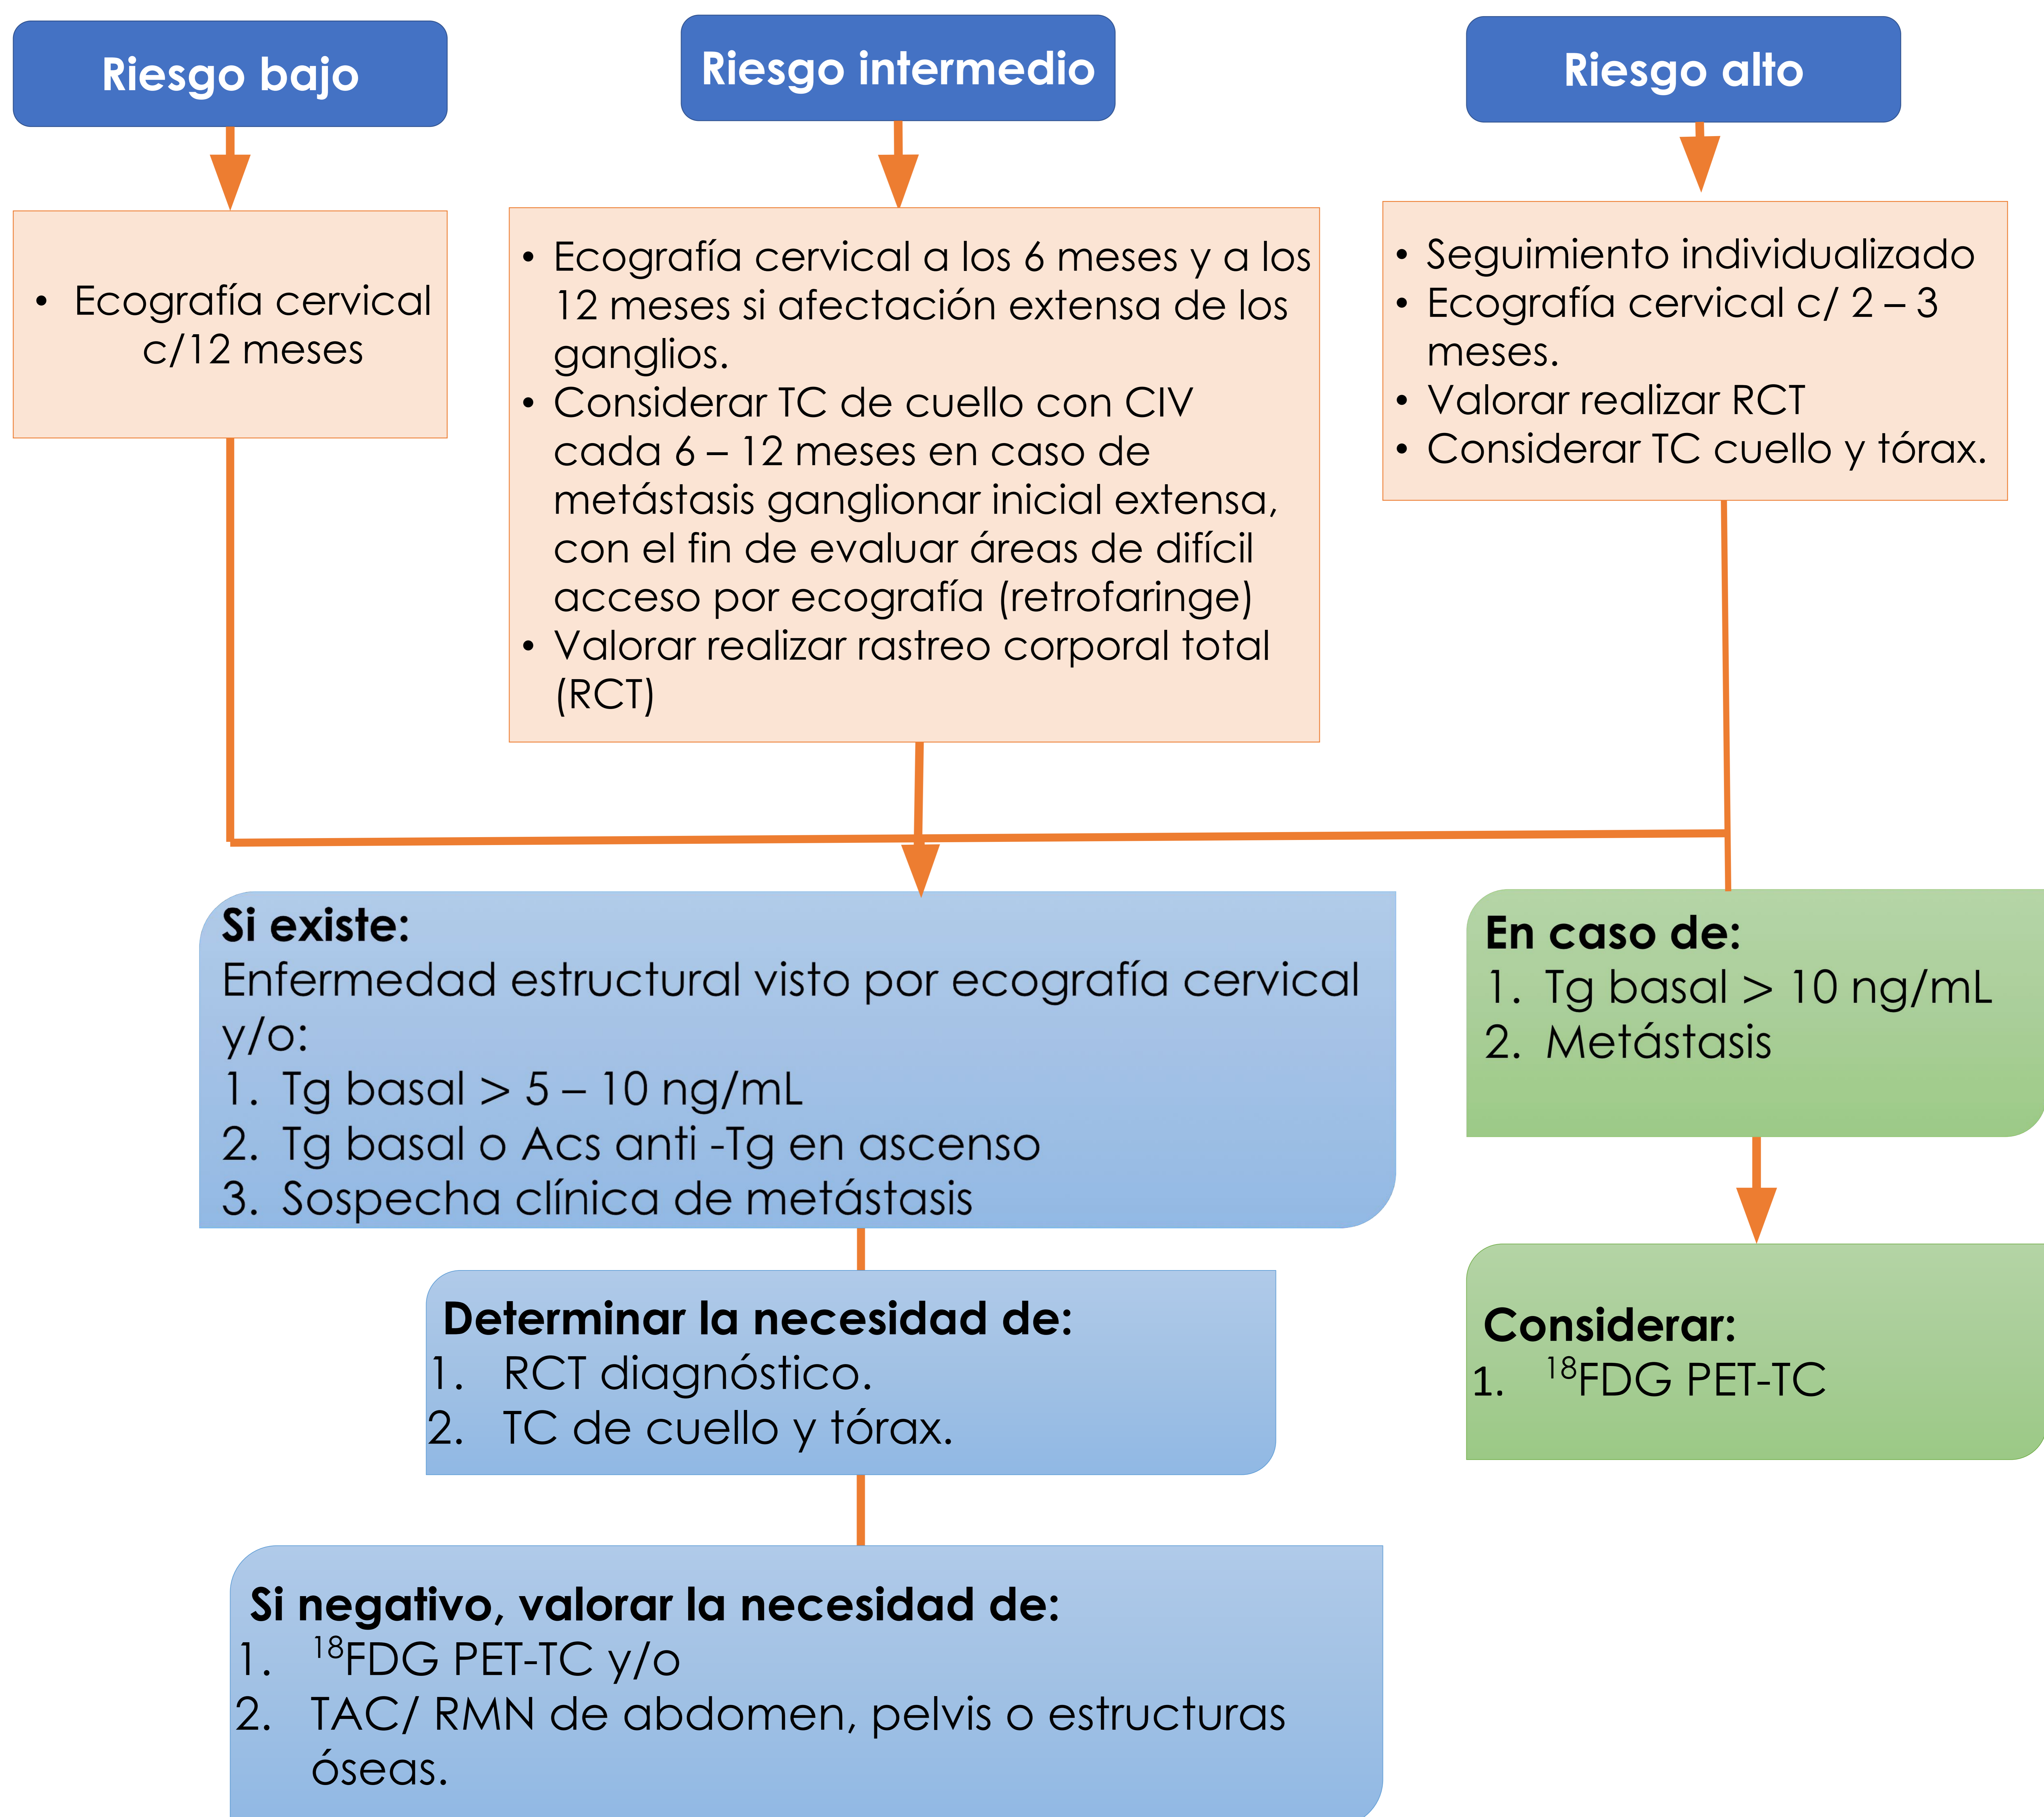 Riesgo bajo
• Ecografía cervical
c/12 meses
Riesgo intermedio
• Ecografía cervical a los 6 meses y a los
12 meses si afectación extensa de los
ganglios.
• Considerar TC de cuello con CIV
cada 6 – 12 meses en caso de
metástasis ganglionar inicial extensa,
con el fin de evaluar áreas de difícil
acceso por ecografía (retrofaringe)
• Valorar realizar rastreo corporal total
(RCT)
Riesgo alto
• Seguimiento individualizado
• Ecografía cervical c/ 2 – 3
meses.
• Valorar realizar RCT
• Considerar TC cuello y tórax.
Si existe:
Enfermedad estructural visto por ecografía cervical
y/o:
1. Tg basal > 5 – 10 ng/mL
2. Tg basal o Acs anti -Tg en ascenso
3. Sospecha clínica de metástasis
Determinar la necesidad de:
1. RCT diagnóstico.
2. TC de cuello y tórax.
Si negativo, valorar la necesidad de:
1. ¹⁸FDG PET-TC y/o
2. TAC/ RMN de abdomen, pelvis o estructuras
óseas.
En caso de:
1. Tg basal > 10 ng/mL
2. Metástasis
Considerar:
1. ¹⁸FDG PET-TC